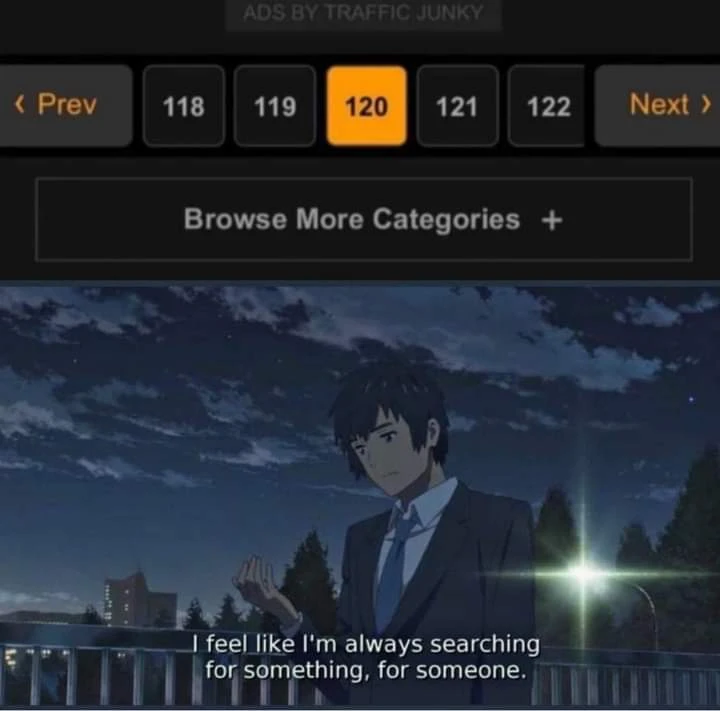 ADS BY TRAFFIC JUNKY
‹ Prev 118 119 120 121 122 Next ›
Browse More Categories +
I feel like I'm always searching
for something, for someone.